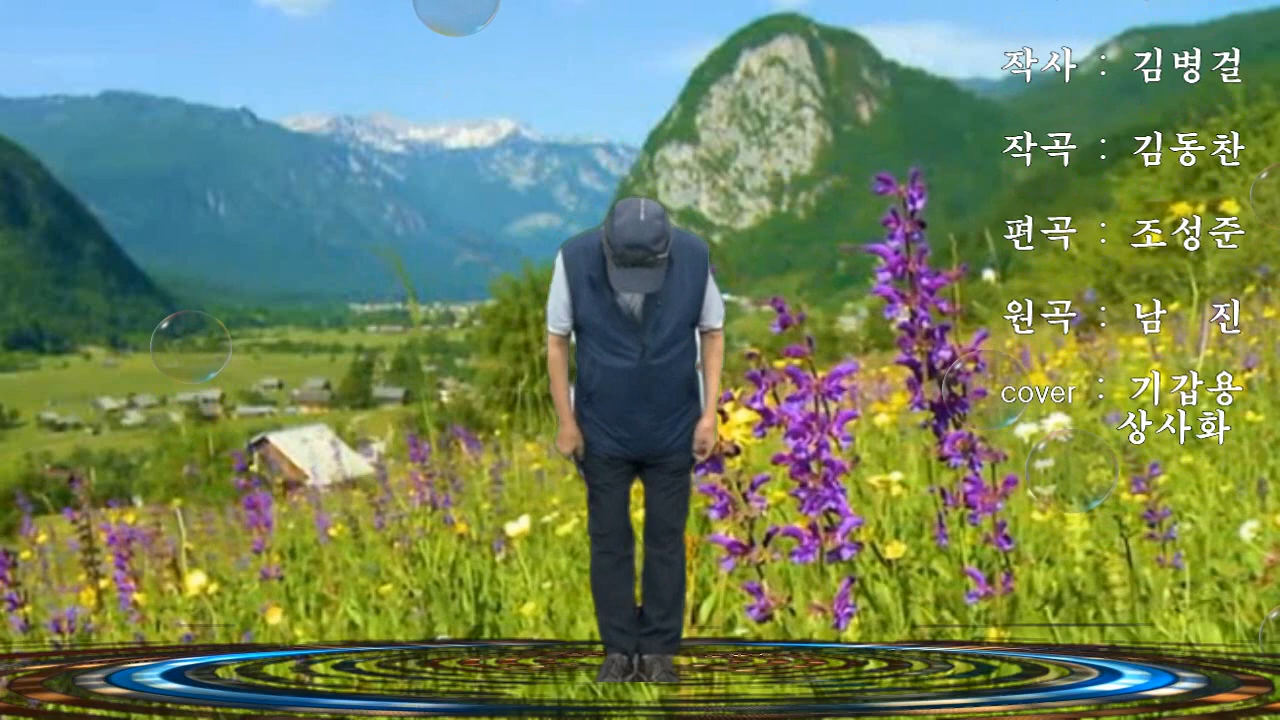 작사 : 김병걸
작곡 : 김동찬
편곡 : 조성준
원곡 : 남 진
cover : 기갑용
상사화